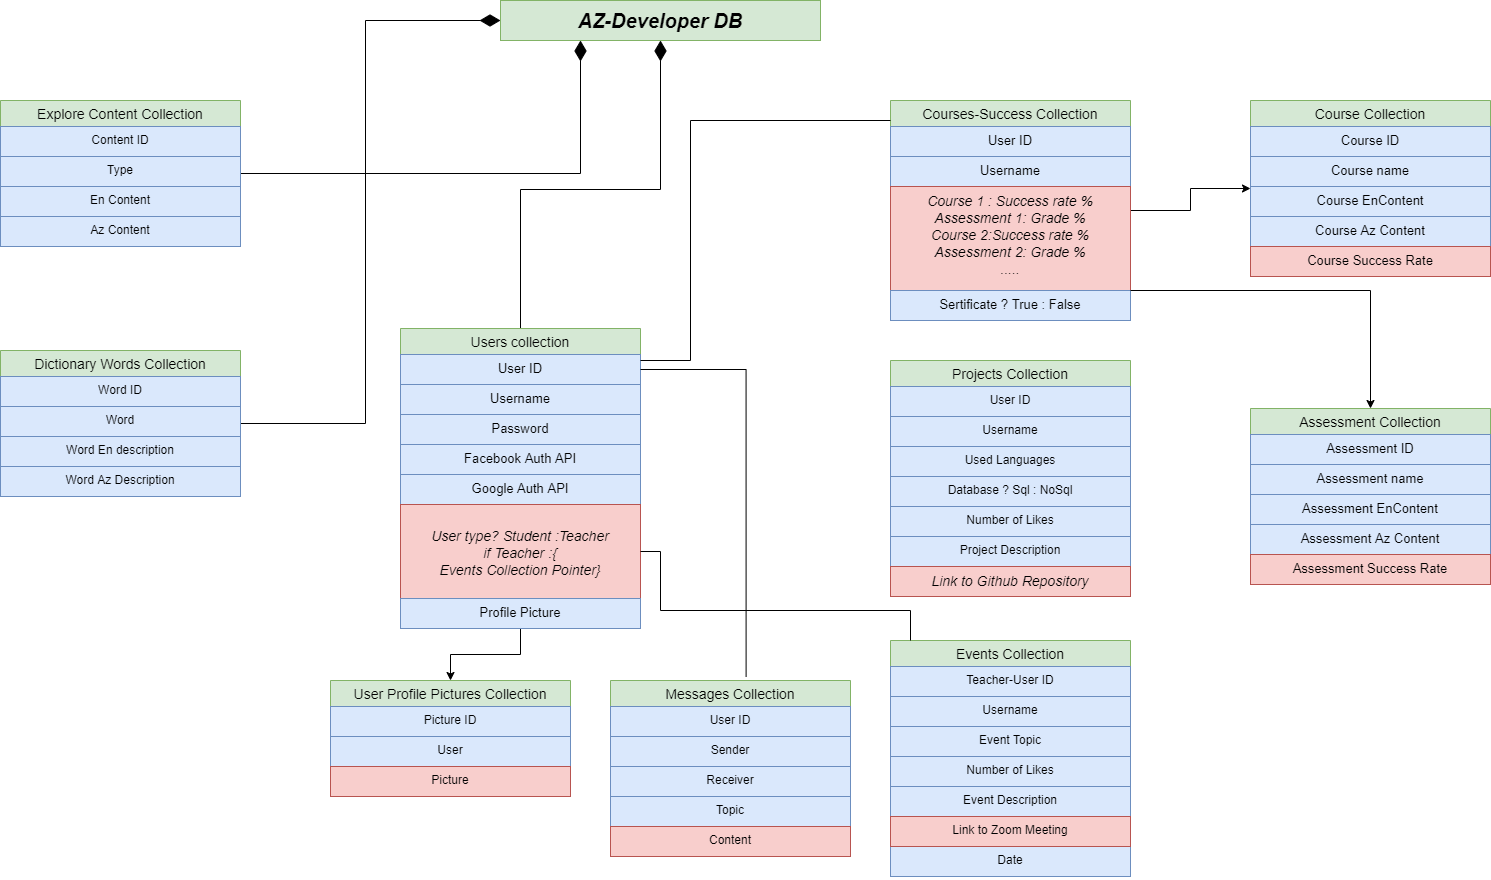 AZ-Developer DB
Explore Content Collection
Content ID
Type
En Content
Az Content
Dictionary Words Collection
Word ID
Word
Word En description
Word Az Description
Users collection
User ID
Username
Password
Facebook Auth API
Google Auth API
User type? Student :Teacher
if Teacher :{
Events Collection Pointer}
Profile Picture
User Profile Pictures Collection
Picture ID
User
Picture
Messages Collection
User ID
Sender
Receiver
Topic
Content
Courses-Success Collection
User ID
Username
Course 1 : Success rate %
Assessment 1: Grade %
Course 2:Success rate %
Assessment 2: Grade %
.....
Sertificate ? True : False
Projects Collection
User ID
Username
Used Languages
Database ? Sql : NoSql
Number of Likes
Project Description
Link to Github Repository
Events Collection
Teacher-User ID
Username
Event Topic
Number of Likes
Event Description
Link to Zoom Meeting
Date
Course Collection
Course ID
Course name
Course EnContent
Course Az Content
Course Success Rate
Assessment Collection
Assessment ID
Assessment name
Assessment EnContent
Assessment Az Content
Assessment Success Rate